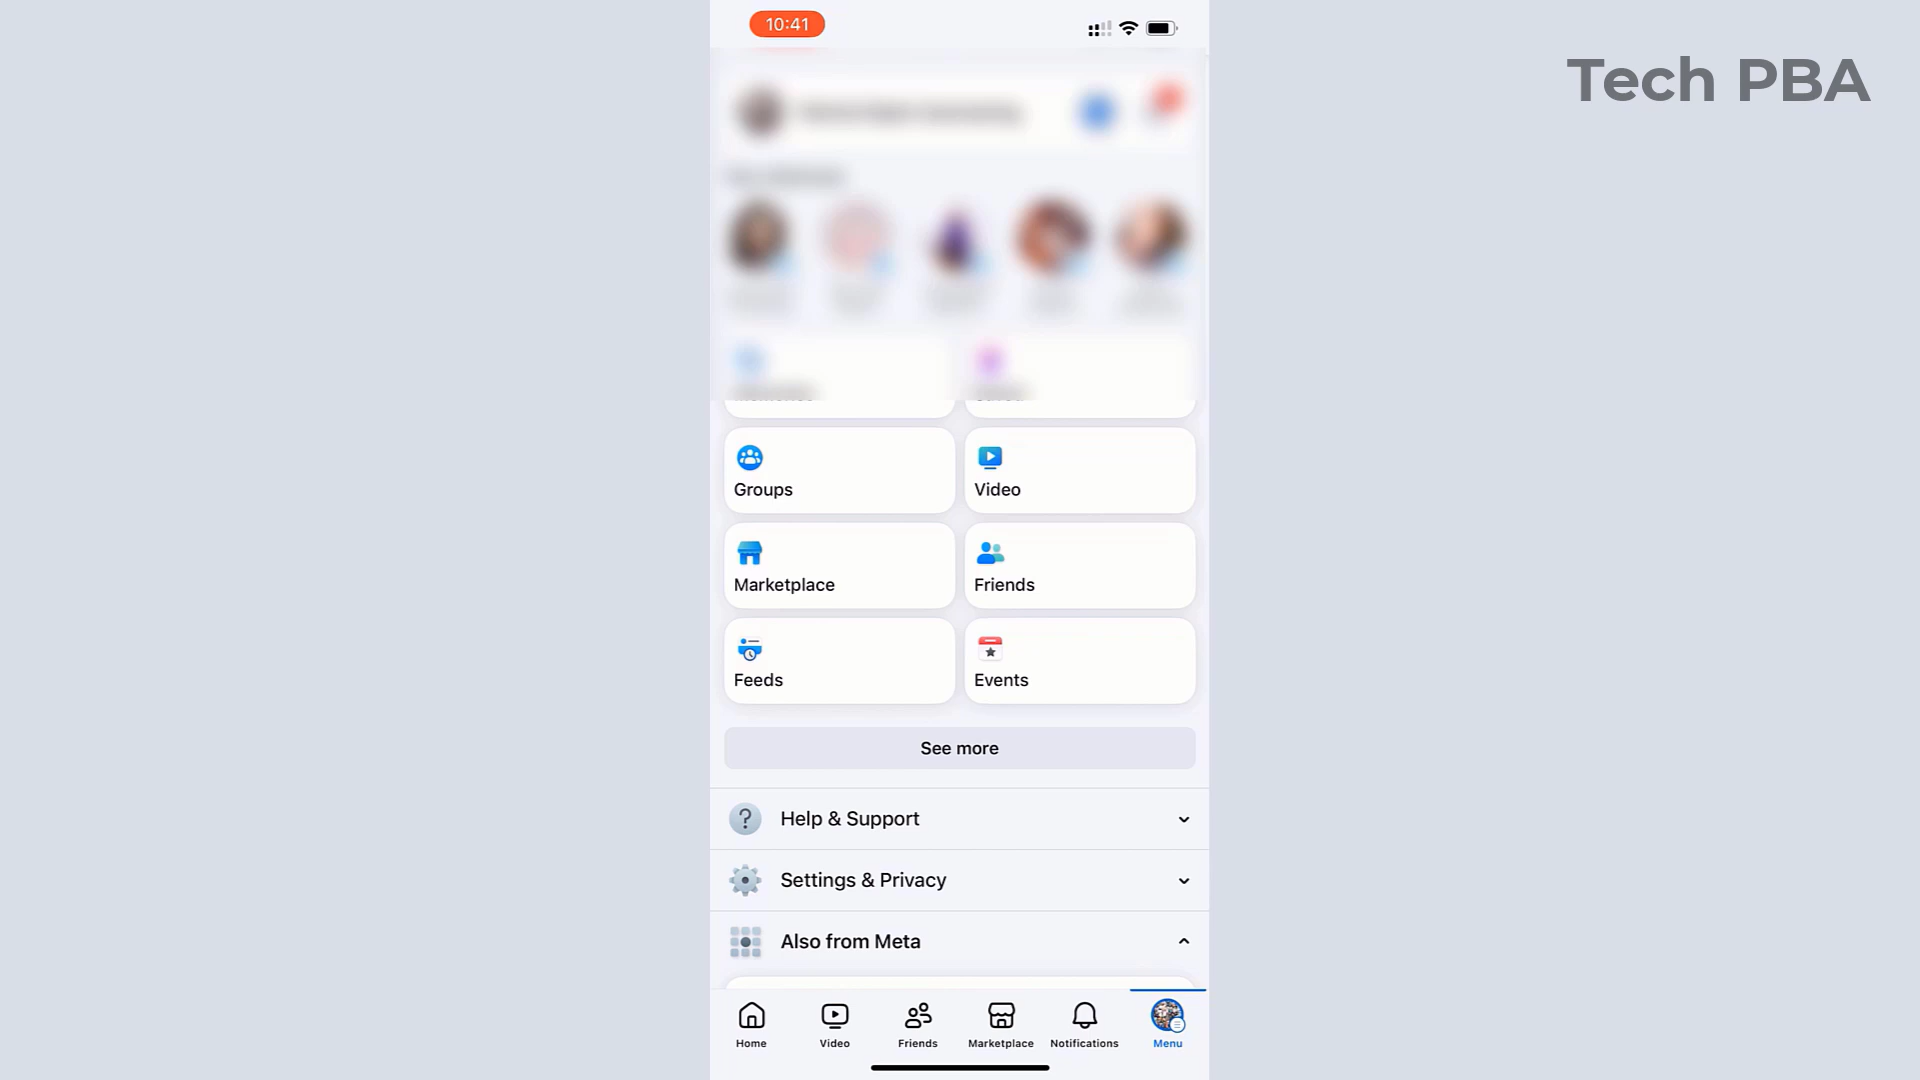 10:41
Tech PBA
Groups
Video
Marketplace
Friends
Feeds
Events
See more
Help & Support
Settings & Privacy
Also from Meta
Home
Video
Friends
Marketplace
Notifications
Menu